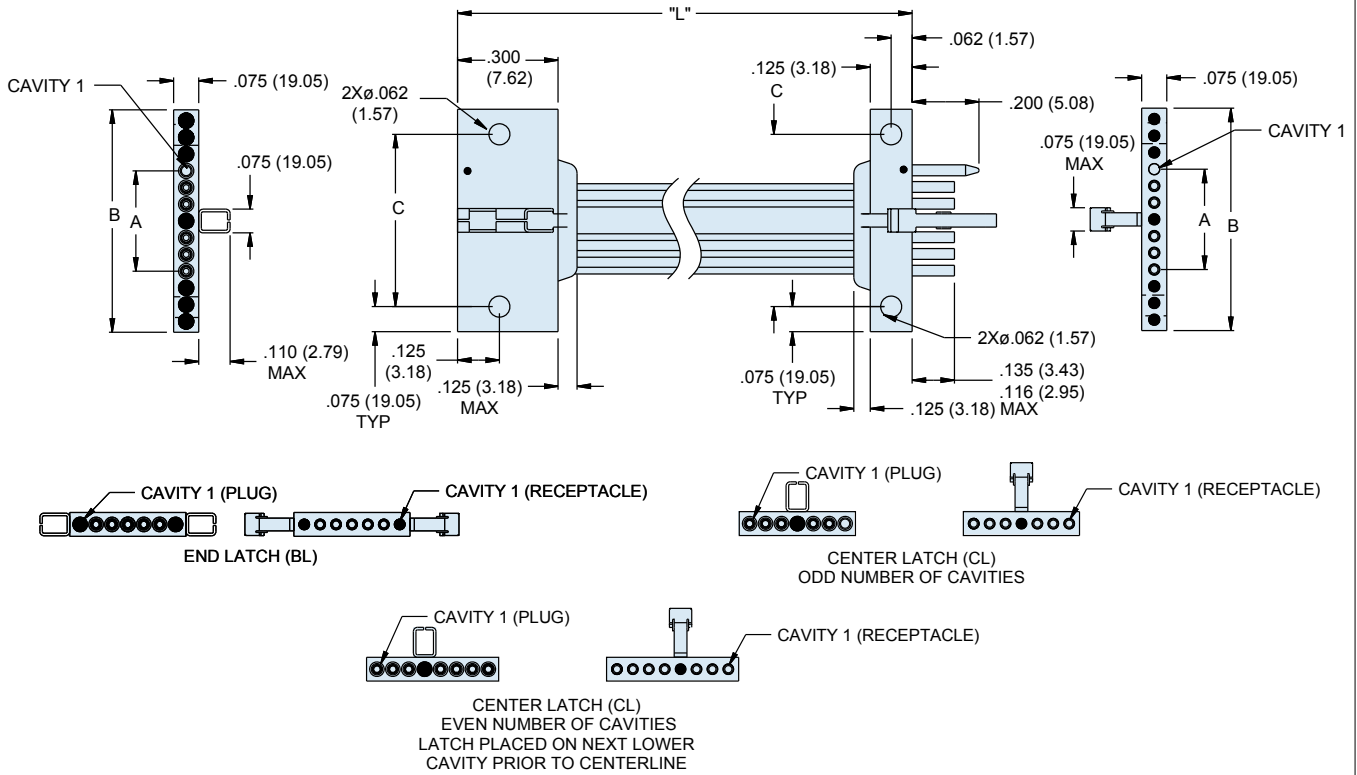 "L"
.062 (1.57)
.300
(7.62)
.125 (3.18)
.075 (19.05)
.075 (19.05)
CAVITY 1
2Xø.062
(1.57)
C
.200 (5.08)
CAVITY 1
.075 (19.05)
.075 (19.05)
MAX
B
A
C
A
B
2Xø.062 (1.57)
.110 (2.79)
MAX
.125
(3.18)
.075 (19.05)
TYP
.125 (3.18)
MAX
.075 (19.05)
TYP
.135 (3.43)
.116 (2.95)
.125 (3.18) MAX
CAVITY 1 (PLUG)
CAVITY 1 (RECEPTACLE)
END LATCH (BL)
CAVITY 1 (PLUG)
CAVITY 1 (RECEPTACLE)
CENTER LATCH (CL)
ODD NUMBER OF CAVITIES
CAVITY 1 (PLUG)
CAVITY 1 (RECEPTACLE)
CENTER LATCH (CL)
EVEN NUMBER OF CAVITIES
LATCH PLACED ON NEXT LOWER
CAVITY PRIOR TO CENTERLINE